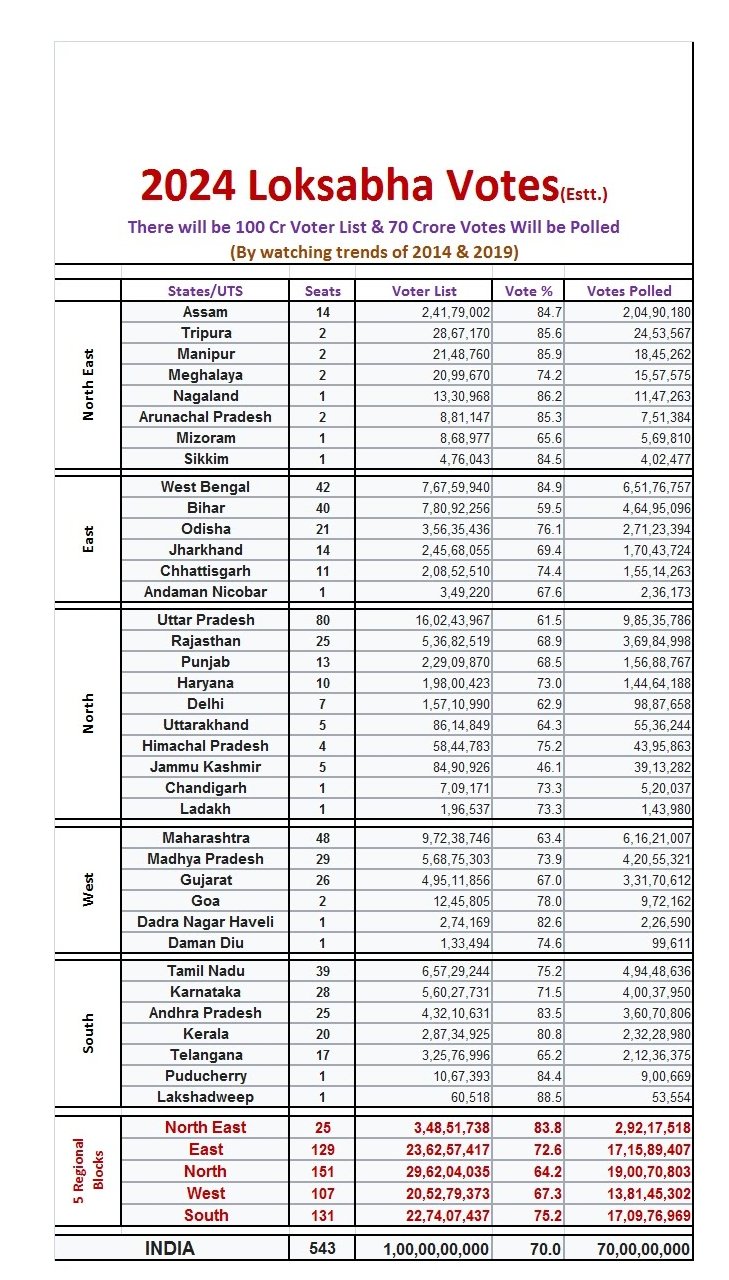 2024 Loksabha Votes(Estt.)
There will be 100 Cr Voter List & 70 Crore Votes Will be Polled
(By watching trends of 2014 & 2019)
States/UTS Seats Voter List Vote % Votes Polled
North East
Assam 14 2,41,79,002 84.7 2,04,90,180
Tripura 2 28,67,170 85.6 24,53,567
Manipur 2 21,48,760 85.9 18,45,262
Meghalaya 2 20,99,670 74.2 15,57,575
Nagaland 1 13,30,968 86.2 11,47,263
Arunachal Pradesh 2 8,81,147 85.3 7,51,384
Mizoram 1 8,68,977 65.6 5,69,810
Sikkim 1 4,76,043 84.5 4,02,477
East
West Bengal 42 7,67,59,940 84.9 6,51,76,757
Bihar 40 7,80,92,256 59.5 4,64,95,096
Odisha 21 3,56,35,436 76.1 2,71,23,394
Jharkhand 14 2,45,68,055 69.4 1,70,43,724
Chhattisgarh 11 2,08,52,510 74.4 1,55,14,263
Andaman Nicobar 1 3,49,220 67.6 2,36,173
North
Uttar Pradesh 80 16,02,43,967 61.5 9,85,35,786
Rajasthan 25 5,36,82,519 68.9 3,69,84,998
Punjab 13 2,29,09,870 68.5 1,56,88,767
Haryana 10 1,98,00,423 73.0 1,44,64,188
Delhi 7 1,57,10,990 62.9 98,87,658
Uttarakhand 5 86,14,849 64.3 55,36,244
Himachal Pradesh 4 58,44,783 75.2 43,95,863
Jammu Kashmir 5 84,90,926 46.1 39,13,282
Chandigarh 1 7,09,171 73.3 5,20,037
Ladakh 1 1,96,537 73.3 1,43,980
West
Maharashtra 48 9,72,38,746 63.4 6,16,21,007
Madhya Pradesh 29 5,68,75,303 73.9 4,20,55,321
Gujarat 26 4,95,11,856 67.0 3,31,70,612
Goa 2 12,45,805 78.0 9,72,162
Dadra Nagar Haveli 1 2,74,169 82.6 2,26,590
Daman Diu 1 1,33,494 74.6 99,611
South
Tamil Nadu 39 6,57,29,244 75.2 4,94,48,636
Karnataka 28 5,60,27,731 71.5 4,00,37,950
Andhra Pradesh 25 4,32,10,631 83.5 3,60,70,806
Kerala 20 2,87,34,925 80.8 2,32,28,980
Telangana 17 3,25,76,996 65.2 2,12,36,375
Puducherry 1 10,67,393 84.4 9,00,669
Lakshadweep 1 60,518 88.5 53,554
5 Regional
Blocks
North East 25 3,48,51,738 83.8 2,92,17,518
East 129 23,62,57,417 72.6 17,15,89,407
North 151 29,62,04,035 64.2 19,00,70,803
West 107 20,52,79,373 67.3 13,81,45,302
South 131 22,74,07,437 75.2 17,09,76,969
INDIA 543 1,00,00,00,000 70.0 70,00,00,000